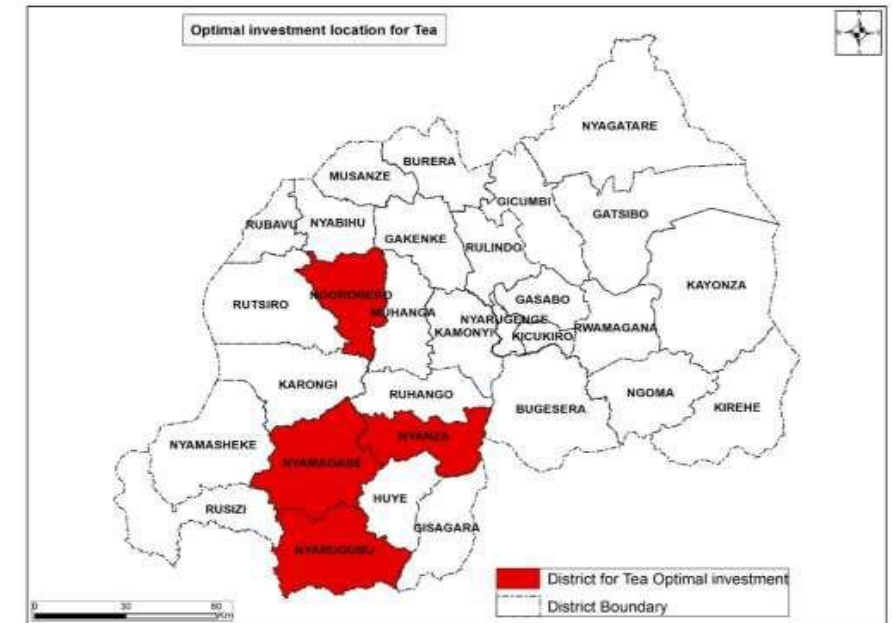 Optimal investment location for Tea
NYAGATARE
BURERA
MUSANZE
GICUMBI
GATSIBO
RUBAVU
NYABIHU
GAKENKE
RULINDO
KAYONZA
NGORORERO
GASABO
RUTSIRO
MUHANGA
NYARUGENGE
RWAMAGANA
KAMONYI
KICUKIRO
KARONGI
RUHANGO
NGOMA
BUGESERA
KIREHE
NYAMASHEKE
NYANZA
NYAMAGABE
HUYE
RUSIZI
GISAGARA
NYARUGURU
District for Tea Optimal investment
District Boundary
0 30 60
Km